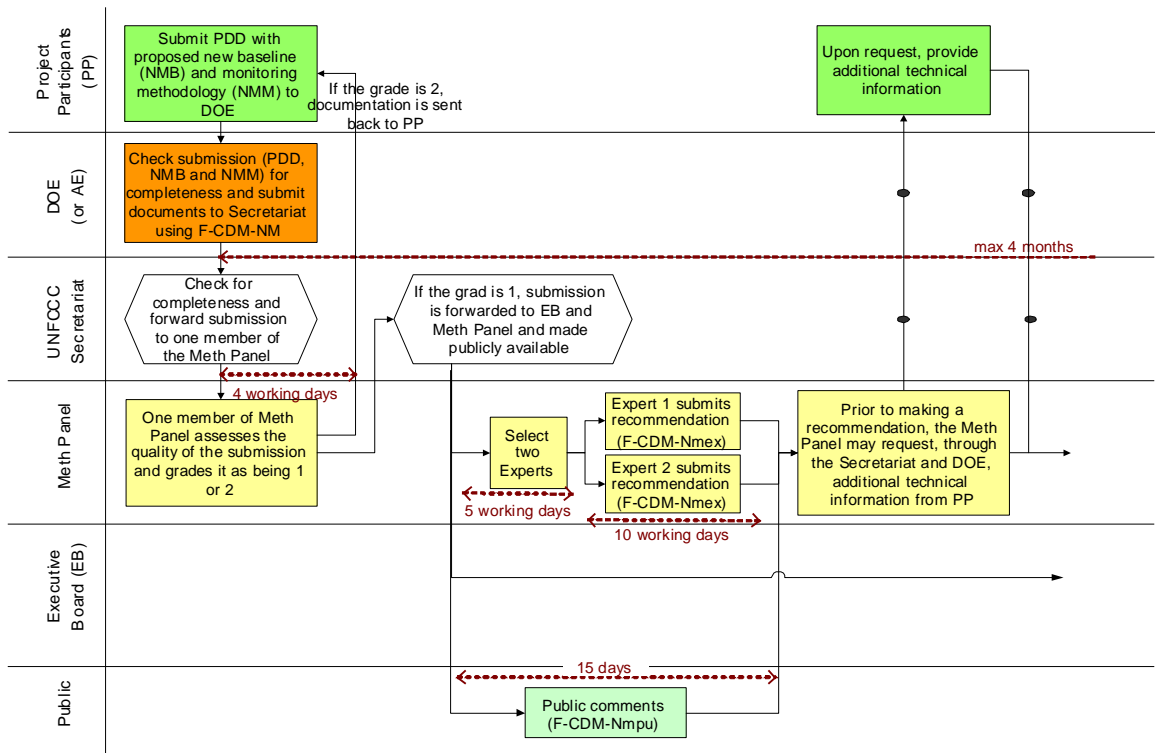 Project
Participants
(PP)
Submit PDD with
proposed new baseline
(NMB) and monitoring
methodology (NMM) to
DOE
If the grade is 2,
documentation is sent
back to PP
Upon request, provide
additional technical
information
DOE
(or AE)
Check submission (PDD,
NMB and NMM) for
completeness and submit
documents to Secretariat
using F-CDM-NM
max 4 months
UNFCCC
Secretariat
Check for
completeness and
forward submission
to one member of
the Meth Panel
If the grad is 1, submission
is forwarded to EB and
Meth Panel and made
publicly available
4 working days
Meth Panel
One member of Meth
Panel assesses the
quality of the submission
and grades it as being 1
or 2
Select
two
Experts
Expert 1 submits
recommendation
(F-CDM-Nmex)
Expert 2 submits
recommendation
(F-CDM-Nmex)
Prior to making a
recommendation, the Meth
Panel may request, through
the Secretariat and DOE,
additional technical
information from PP
5 working days
10 working days
Executive
Board (EB)
Public
15 days
Public comments
(F-CDM-Nmpu)